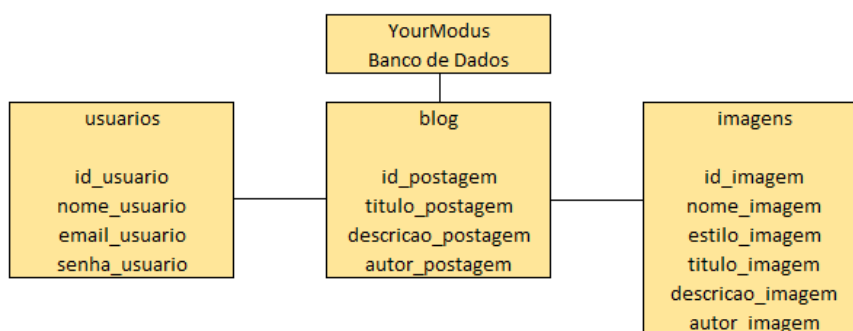 YourModus
Banco de Dados
usuarios
id_usuario
nome_usuario
email_usuario
senha_usuario
blog
id_postagem
titulo_postagem
descricao_postagem
autor_postagem
imagens
id_imagem
nome_imagem
estilo_imagem
titulo_imagem
descricao_imagem
autor_imagem